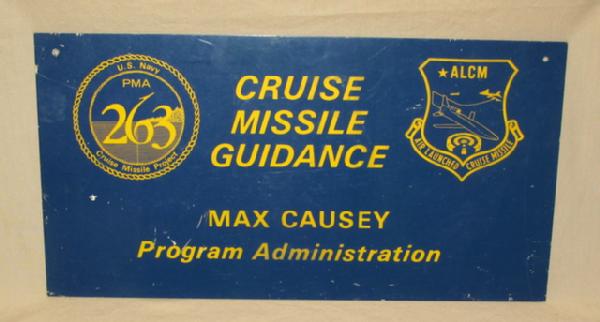 U.S. Navy
PMA
263
Cruise Missile Project
CRUISE
MISSILE
GUIDANCE
★ALCM
AIR LAUNCHED CRUISE MISSILE
MAX CAUSEY
Program Administration